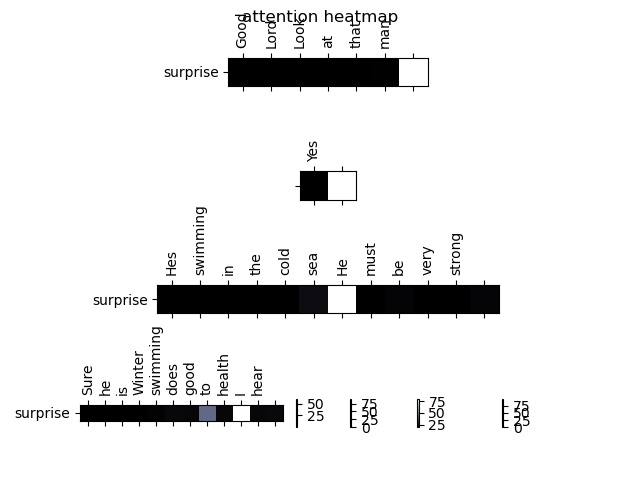 attention heatmap
Good Lord Look at that man
surprise
Yes
Hes swimming in the cold sea He must be very strong
surprise
Sure he is Winter swimming does good to health I hear
surprise
50 25
75 50 25 0
75 50 25
75 50 25 0